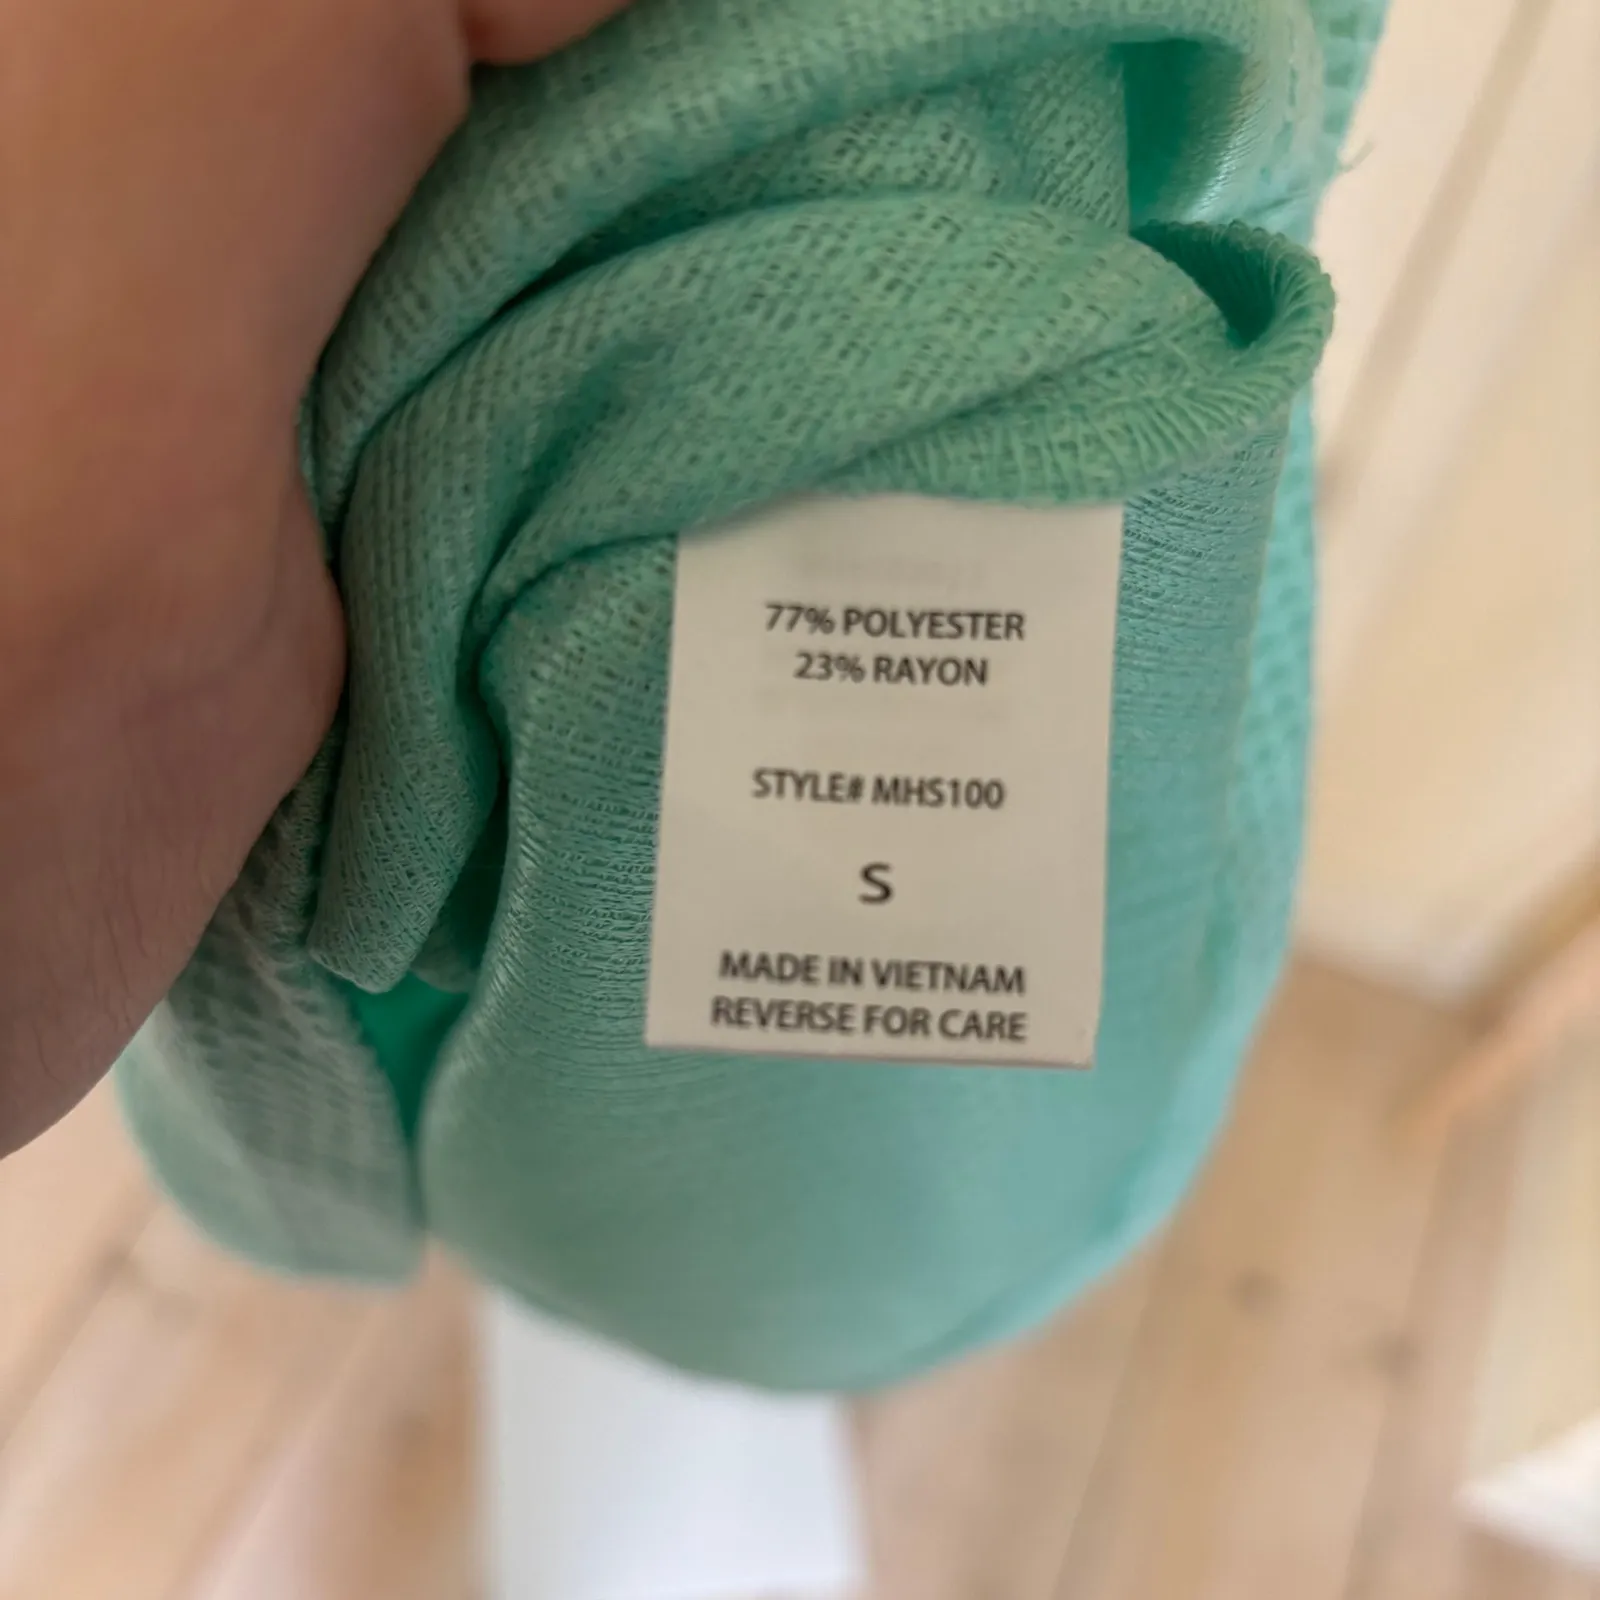 77% POLYESTER
23% RAYON
STYLE# MHS100
S
MADE IN VIETNAM
REVERSE FOR CARE